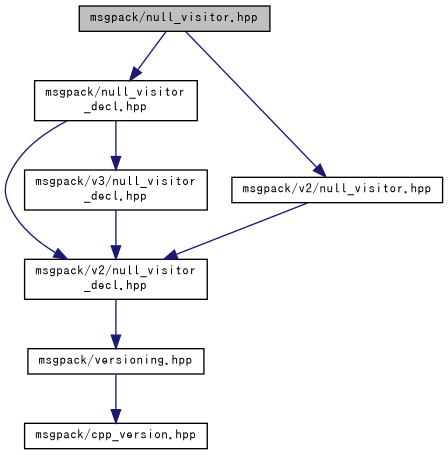 msgpack/null_visitor.hpp
msgpack/null_visitor
_decl.hpp
msgpack/v3/null_visitor
_decl.hpp
msgpack/v2/null_visitor.hpp
msgpack/v2/null_visitor
_decl.hpp
msgpack/versioning.hpp
msgpack/cpp_version.hpp